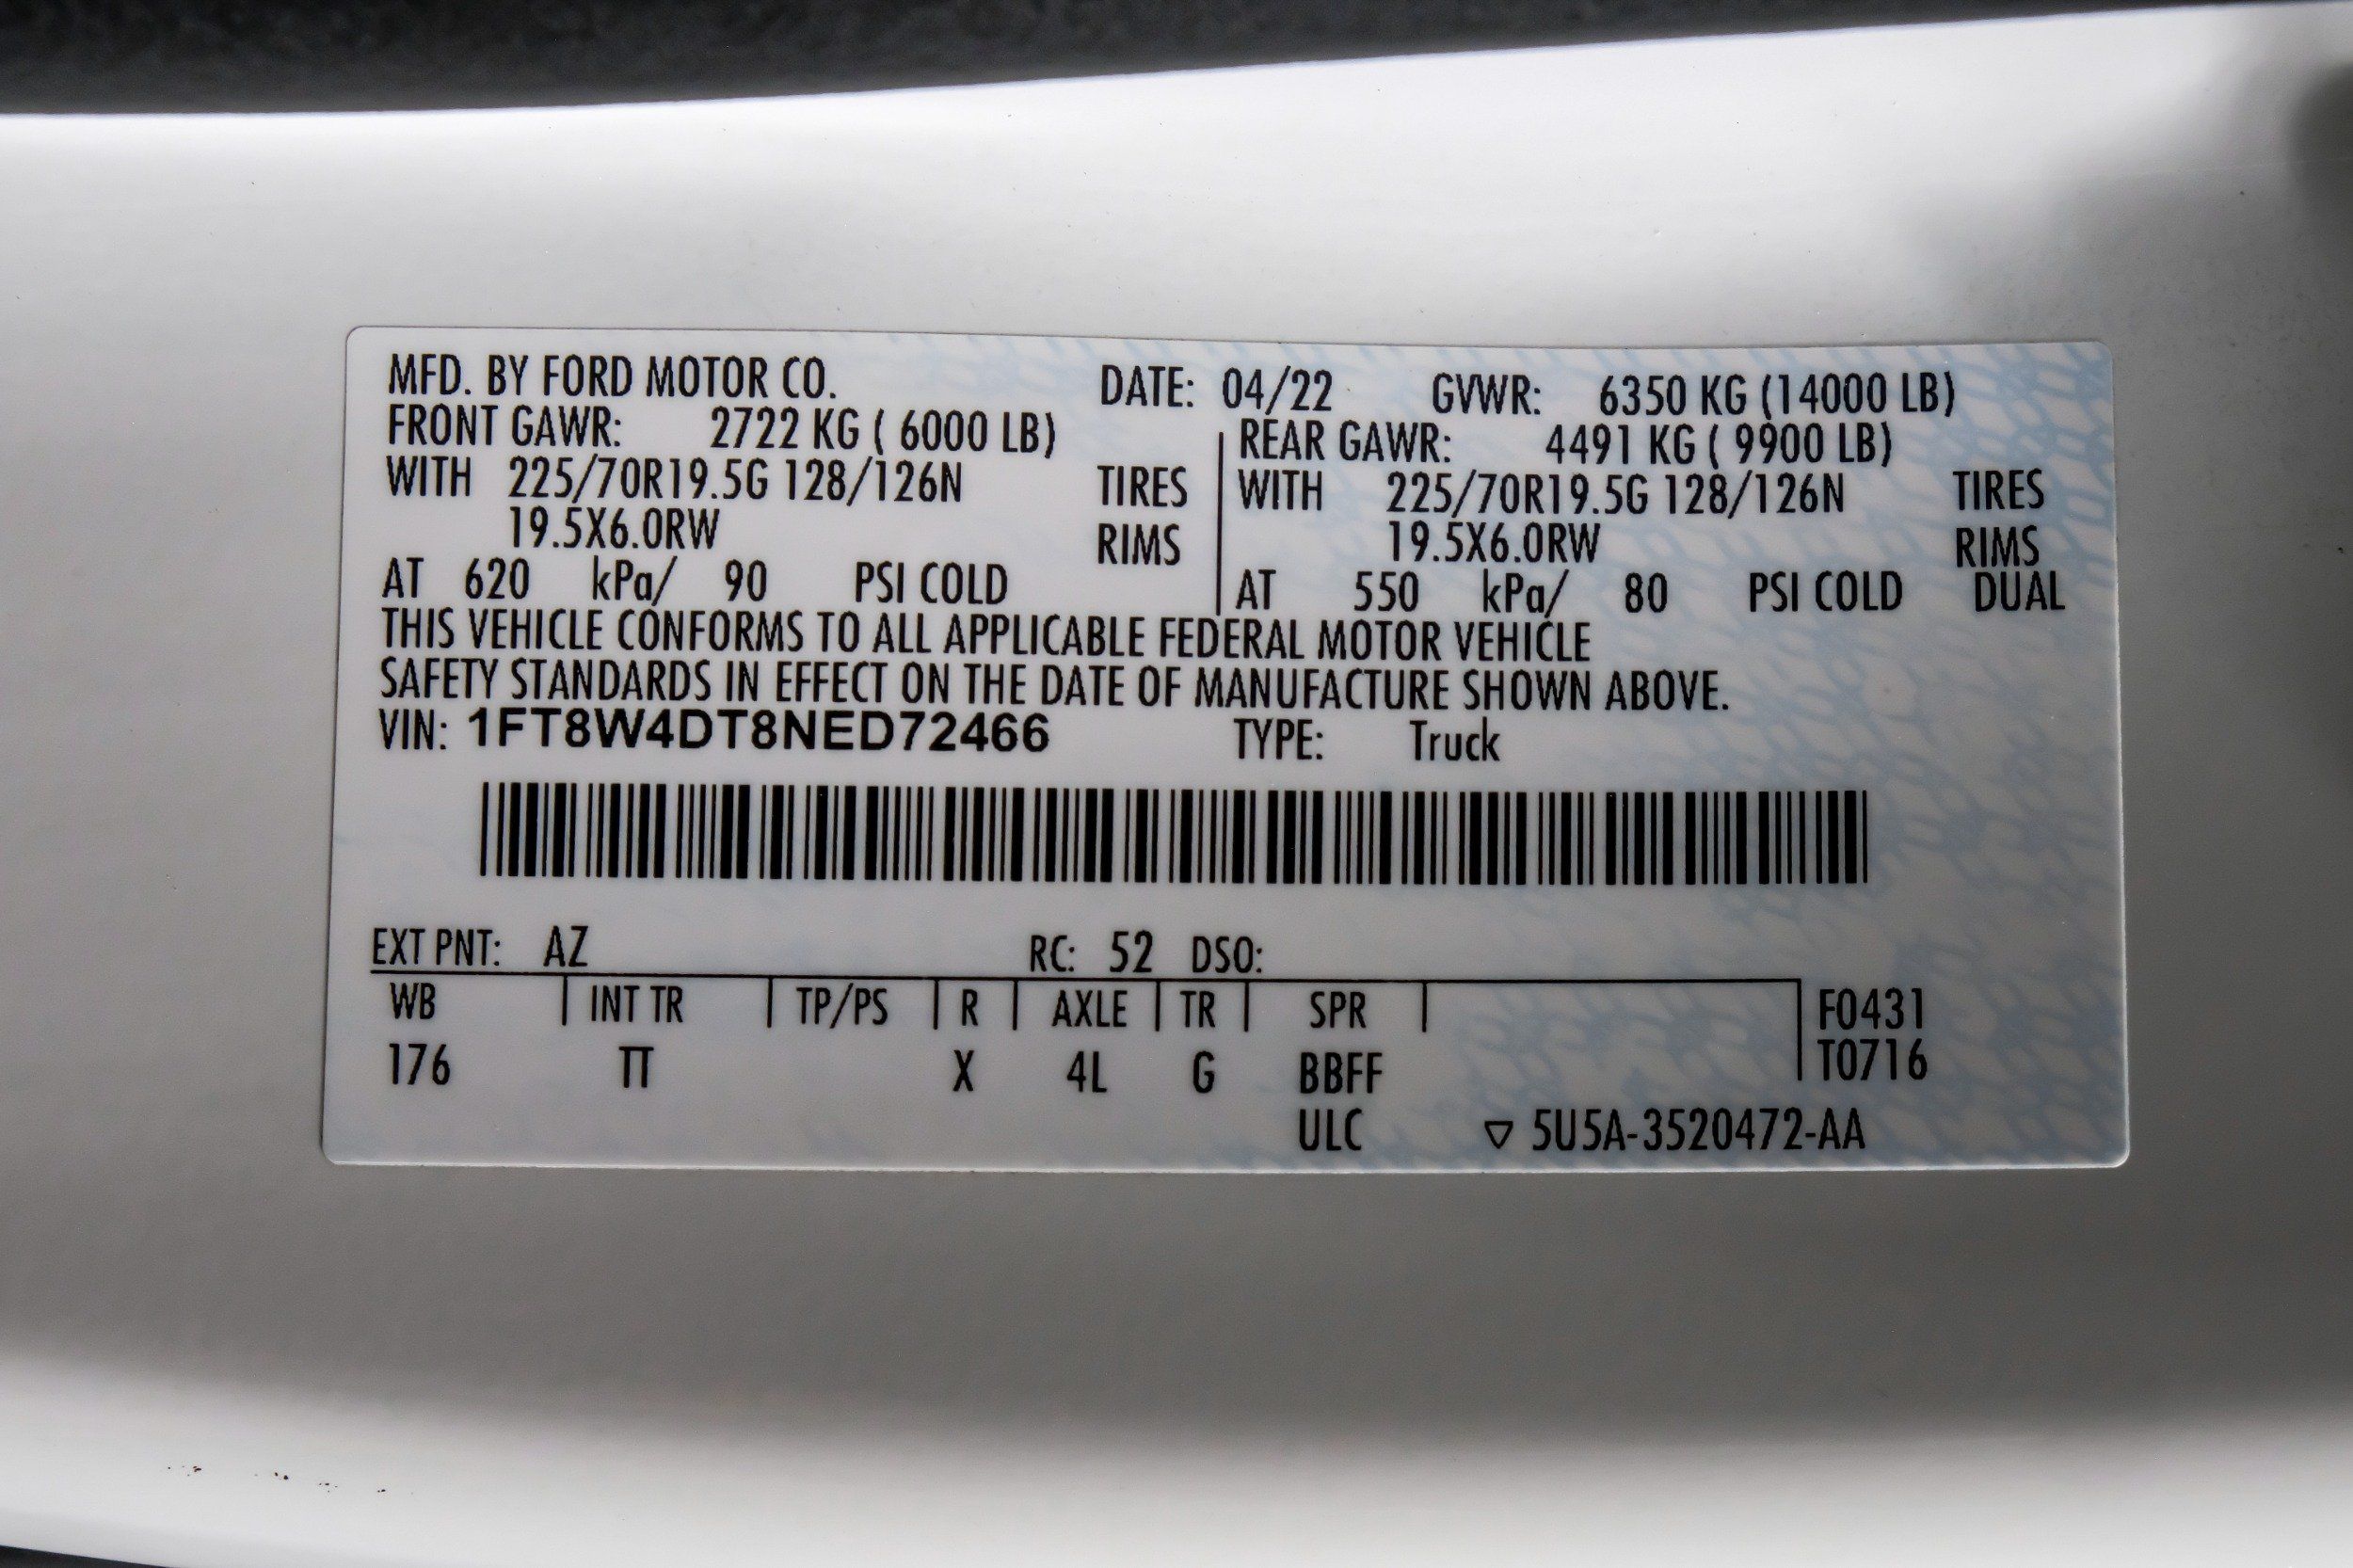 MFD. BY FORD MOTOR CO. DATE: 04/22 GVWR: 6350 KG (14000 LB)
FRONT GAWR: 2722 KG ( 6000 LB) REAR GAWR: 4491 KG ( 9900 LB)
WITH 225/70R19.5G 128/126N TIRES WITH 225/70R19.5G 128/126N TIRES
19.5X6.0RW RIMS 19.5X6.0RW RIMS
AT 620 kPa/ 90 PSI COLD AT 550 kPa/ 80 PSI COLD DUAL
THIS VEHICLE CONFORMS TO ALL APPLICABLE FEDERAL MOTOR VEHICLE
SAFETY STANDARDS IN EFFECT ON THE DATE OF MANUFACTURE SHOWN ABOVE.
VIN: 1FT8W4DT8NED72466 TYPE: Truck
EXT PNT: AZ RC: 52 DSO:
WB INT TR TP/PS R AXLE TR SPR F0431
176 TT X 4L G BBFF T0716
ULC ▽ 5U5A-3520472-AA